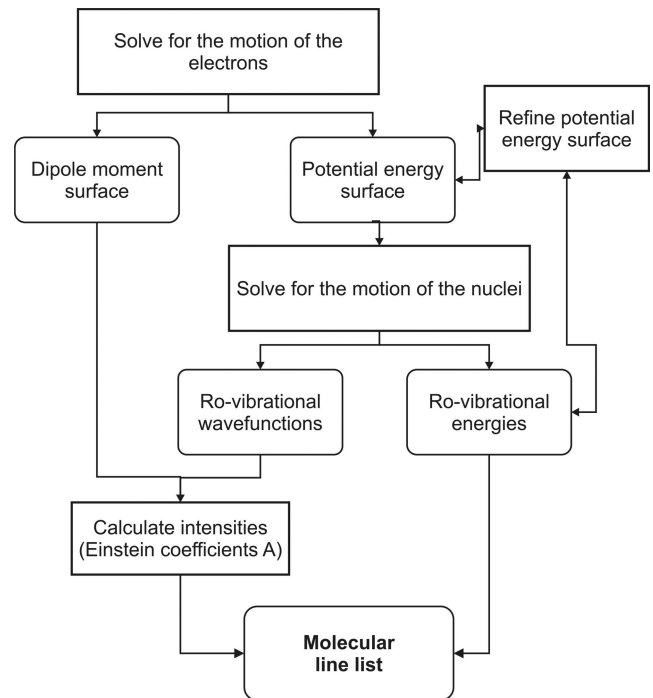 Solve for the motion of the
electrons
Dipole moment
surface
Potential energy
surface
Refine potential
energy surface
Solve for the motion of the nuclei
Ro-vibrational
wavefunctions
Ro-vibrational
energies
Calculate intensities
(Einstein coefficients A)
Molecular
line list